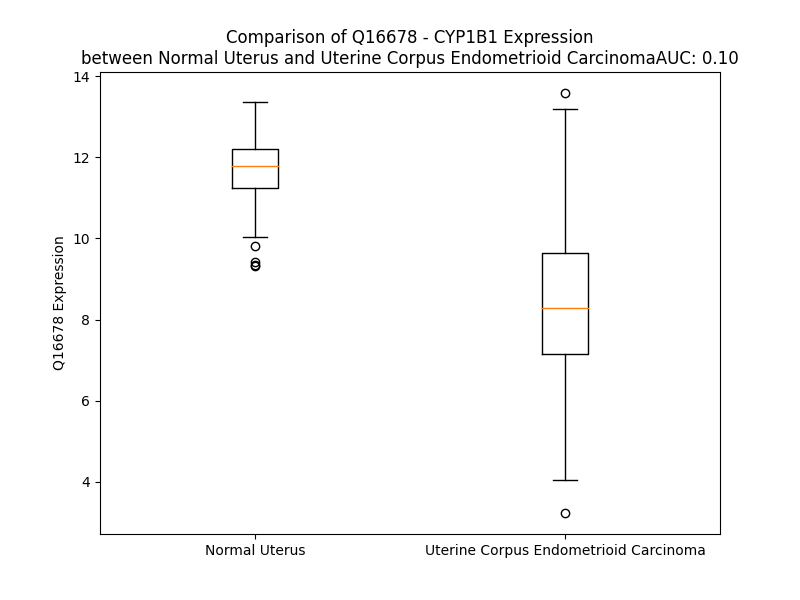 Comparison of Q16678 - CYP1B1 Expression
between Normal Uterus and Uterine Corpus Endometrioid CarcinomaAUC: 0.10
14
12
10
8
6
4
Q16678 Expression
Normal Uterus
Uterine Corpus Endometrioid Carcinoma